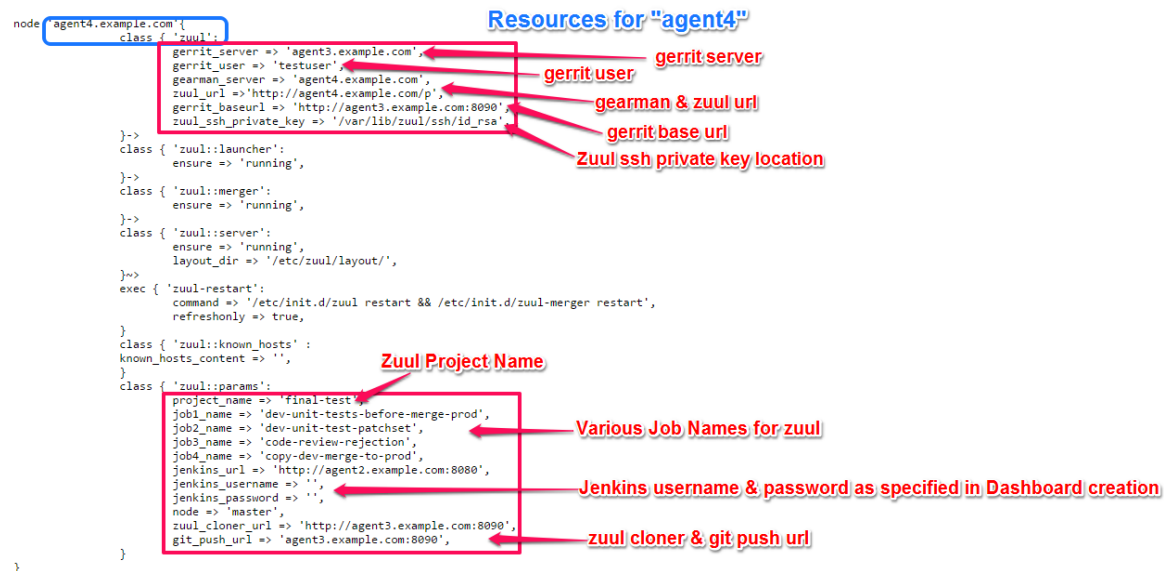 Resources for "agent4"
node 'agent4.example.com'{
class { 'zuul':
gerrit_server => 'agent3.example.com',
gerrit server
gerrit_user => 'testuser',
gerrit user
gearman_server => 'agent4.example.com',
zuul_url =>'http://agent4.example.com/p',
gearman & zuul url
gerrit_baseurl => 'http://agent3.example.com:8090',
gerrit base url
zuul_ssh_private_key => '/var/lib/zuul/ssh/id_rsa',
Zuul ssh private key location
}->
class { 'zuul::launcher':
ensure => 'running',
}->
class { 'zuul::merger':
ensure => 'running',
}->
class { 'zuul::server':
ensure => 'running',
layout_dir => '/etc/zuul/layout/',
}~>
exec { 'zuul-restart':
command => '/etc/init.d/zuul restart && /etc/init.d/zuul-merger restart',
refreshonly => true,
}
class { 'zuul::known_hosts' :
known_hosts_content => '',
}
Zuul Project Name
class { 'zuul::params':
project_name => 'final-test',
job1_name => 'dev-unit-tests-before-merge-prod',
job2_name => 'dev-unit-test-patchset',
Various Job Names for zuul
job3_name => 'code-review-rejection',
job4_name => 'copy-dev-merge-to-prod',
jenkins_url => 'http://agent2.example.com:8080',
jenkins_username => '',
Jenkins username & password as specified in Dashboard creation
jenkins_password => '',
node => 'master',
zuul_cloner_url => 'http://agent3.example.com:8090',
git_push_url => 'agent3.example.com:8090',
zuul cloner & git push url
}
}